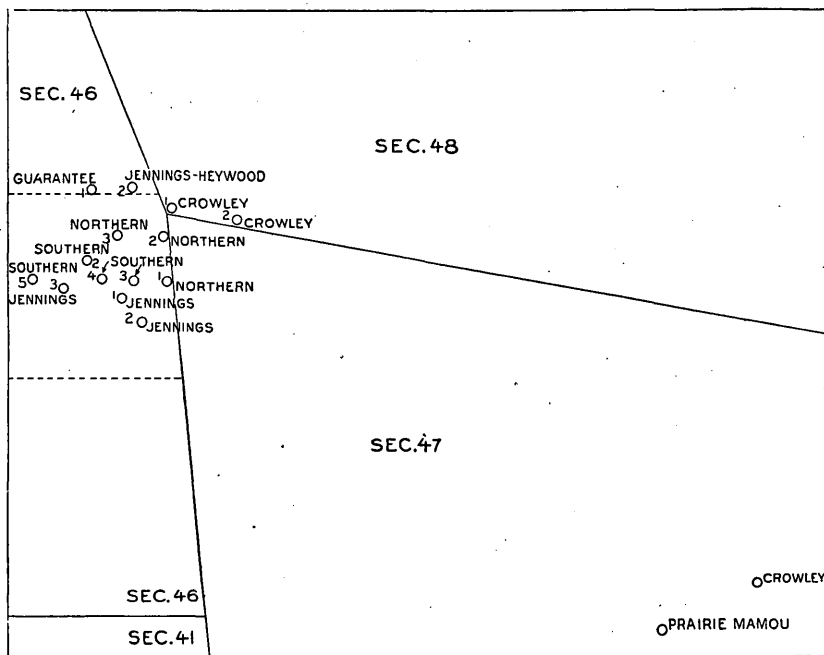 SEC. 46
SEC. 48
GUARANTEE
1
2
JENNINGS-HEYWOOD
1
CROWLEY
2
CROWLEY
NORTHERN
3
2
NORTHERN
SOUTHERN
2
SOUTHERN
SOUTHERN
5
3
4
3
1
NORTHERN
JENNINGS
1
JENNINGS
2
JENNINGS
SEC. 47
CROWLEY
SEC. 46
PRAIRIE MAMOU
SEC. 41